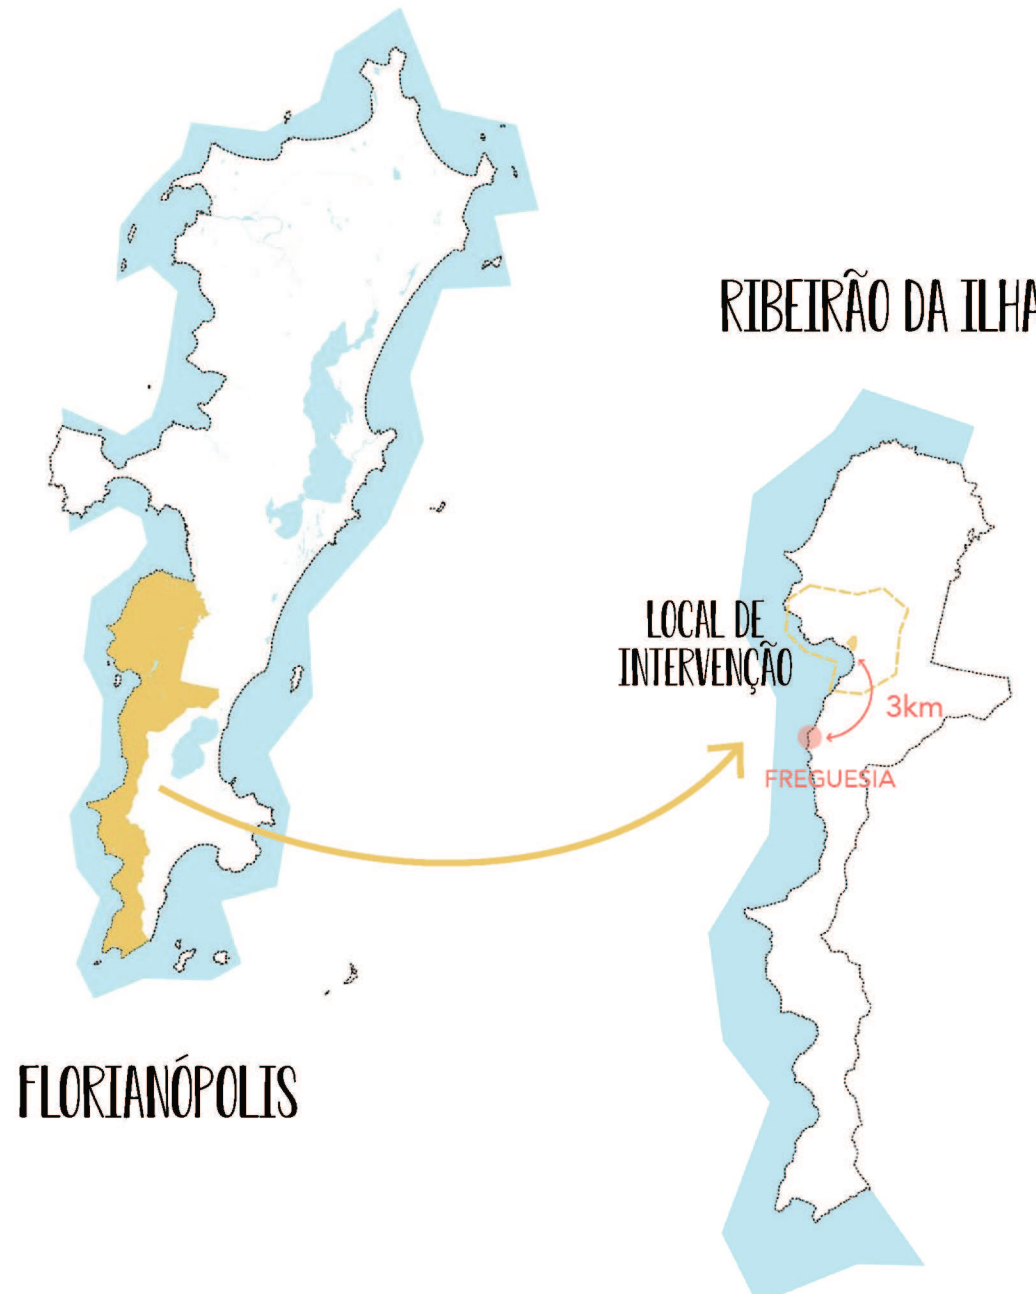 RIBEIRÃO DA ILHA
LOCAL DE
INTERVENÇÃO
3km
FREGUESIA
FLORIANÓPOLIS